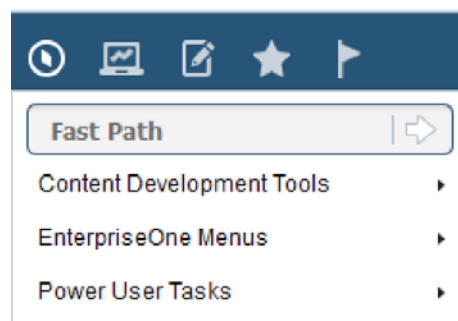 Fast Path
Content Development Tools
EnterpriseOne Menus
Power User Tasks